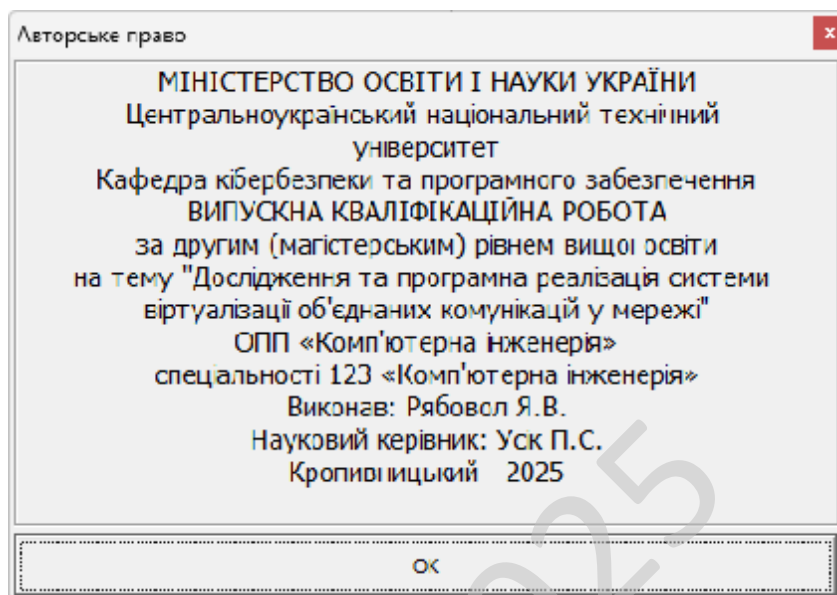 Авторське право
x
МІНІСТЕРСТВО ОСВІТИ І НАУКИ УКРАЇНИ
Центральноукраїнський національний технічний
університет
Кафедра кібербезпеки та програмного забезпечення
ВИПУСКНА КВАЛІФІКАЦІЙНА РОБОТА
за другим (магістерським) рівнем вищої освіти
на тему "Дослідження та програмна реалізація системи
віртуалізації об'єднаних комунікацій у мережі"
ОПП «Комп'ютерна інженерія»
спеціальності 123 «Комп'ютерна інженерія»
Виконав: Рябовол Я.В.
Науковий керівник: Усік П.С.
Кропивницький 2025
OK
2025